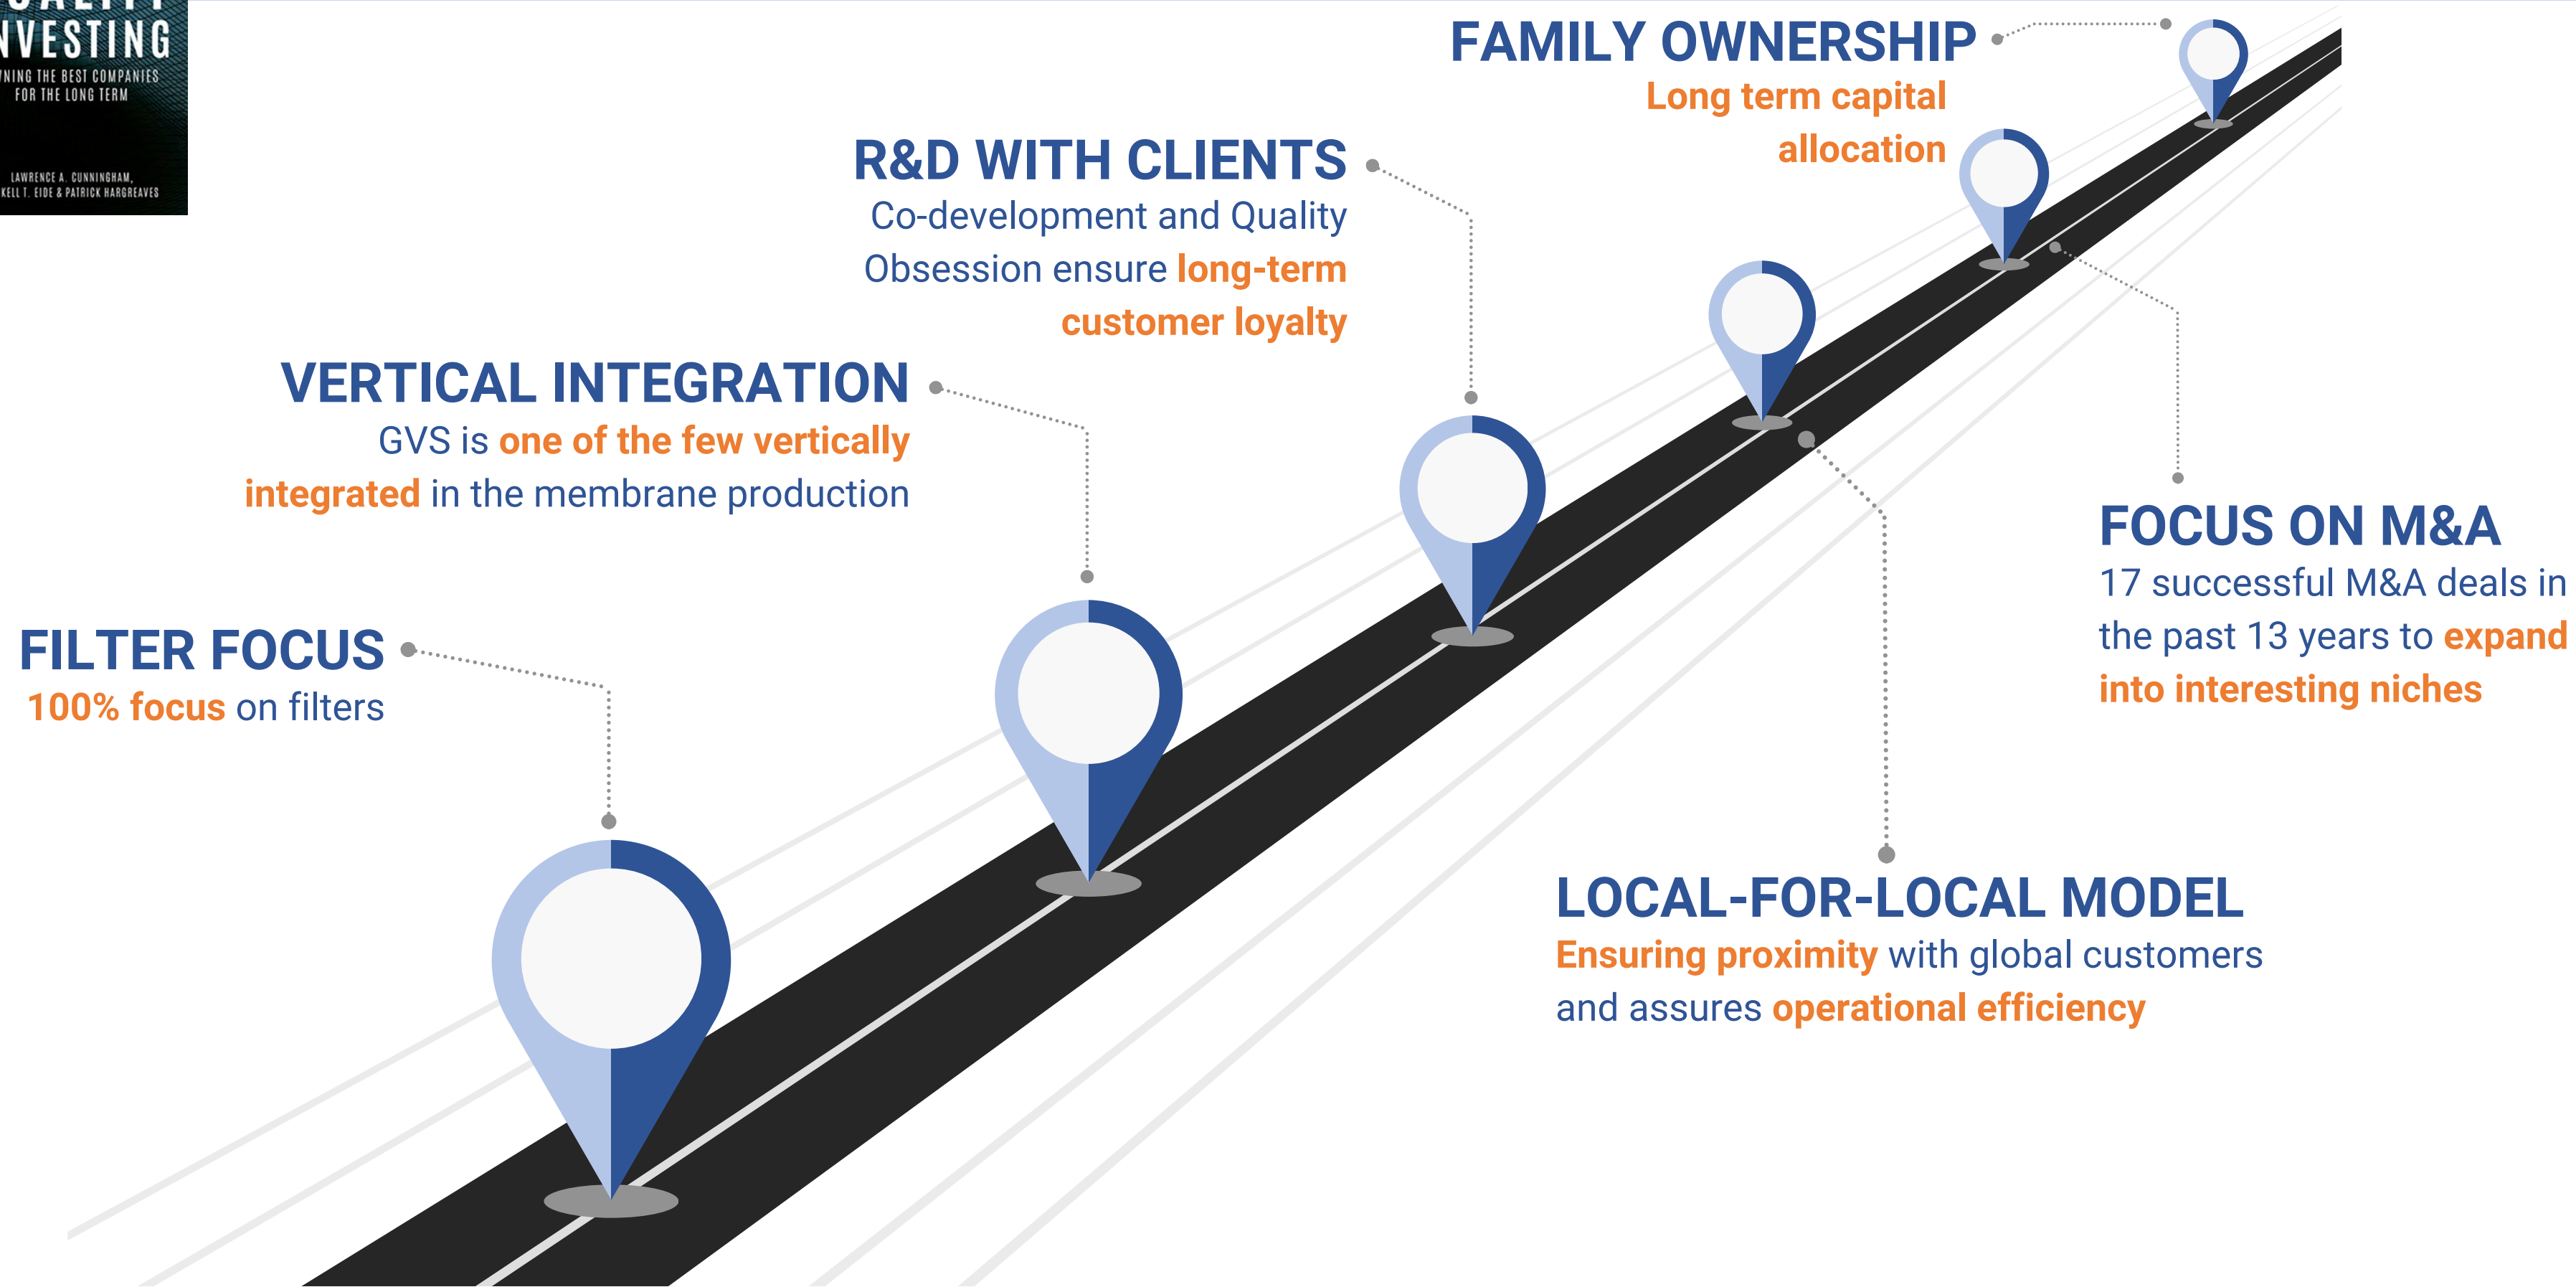 INVESTING
THE BEST COMPANIES
FOR THE LONG TERM
LAWRENCE A. CUNNINGHAM,
T. EIDE & PATRICK HARGREAVES
FAMILY OWNERSHIP
Long term capital
allocation
R&D WITH CLIENTS
Co-development and Quality
Obsession ensure long-term
customer loyalty
VERTICAL INTEGRATION
GVS is one of the few vertically
integrated in the membrane production
FILTER FOCUS
100% focus on filters
FOCUS ON M&A
17 successful M&A deals in
the past 13 years to expand
into interesting niches
LOCAL-FOR-LOCAL MODEL
Ensuring proximity with global customers
and assures operational efficiency